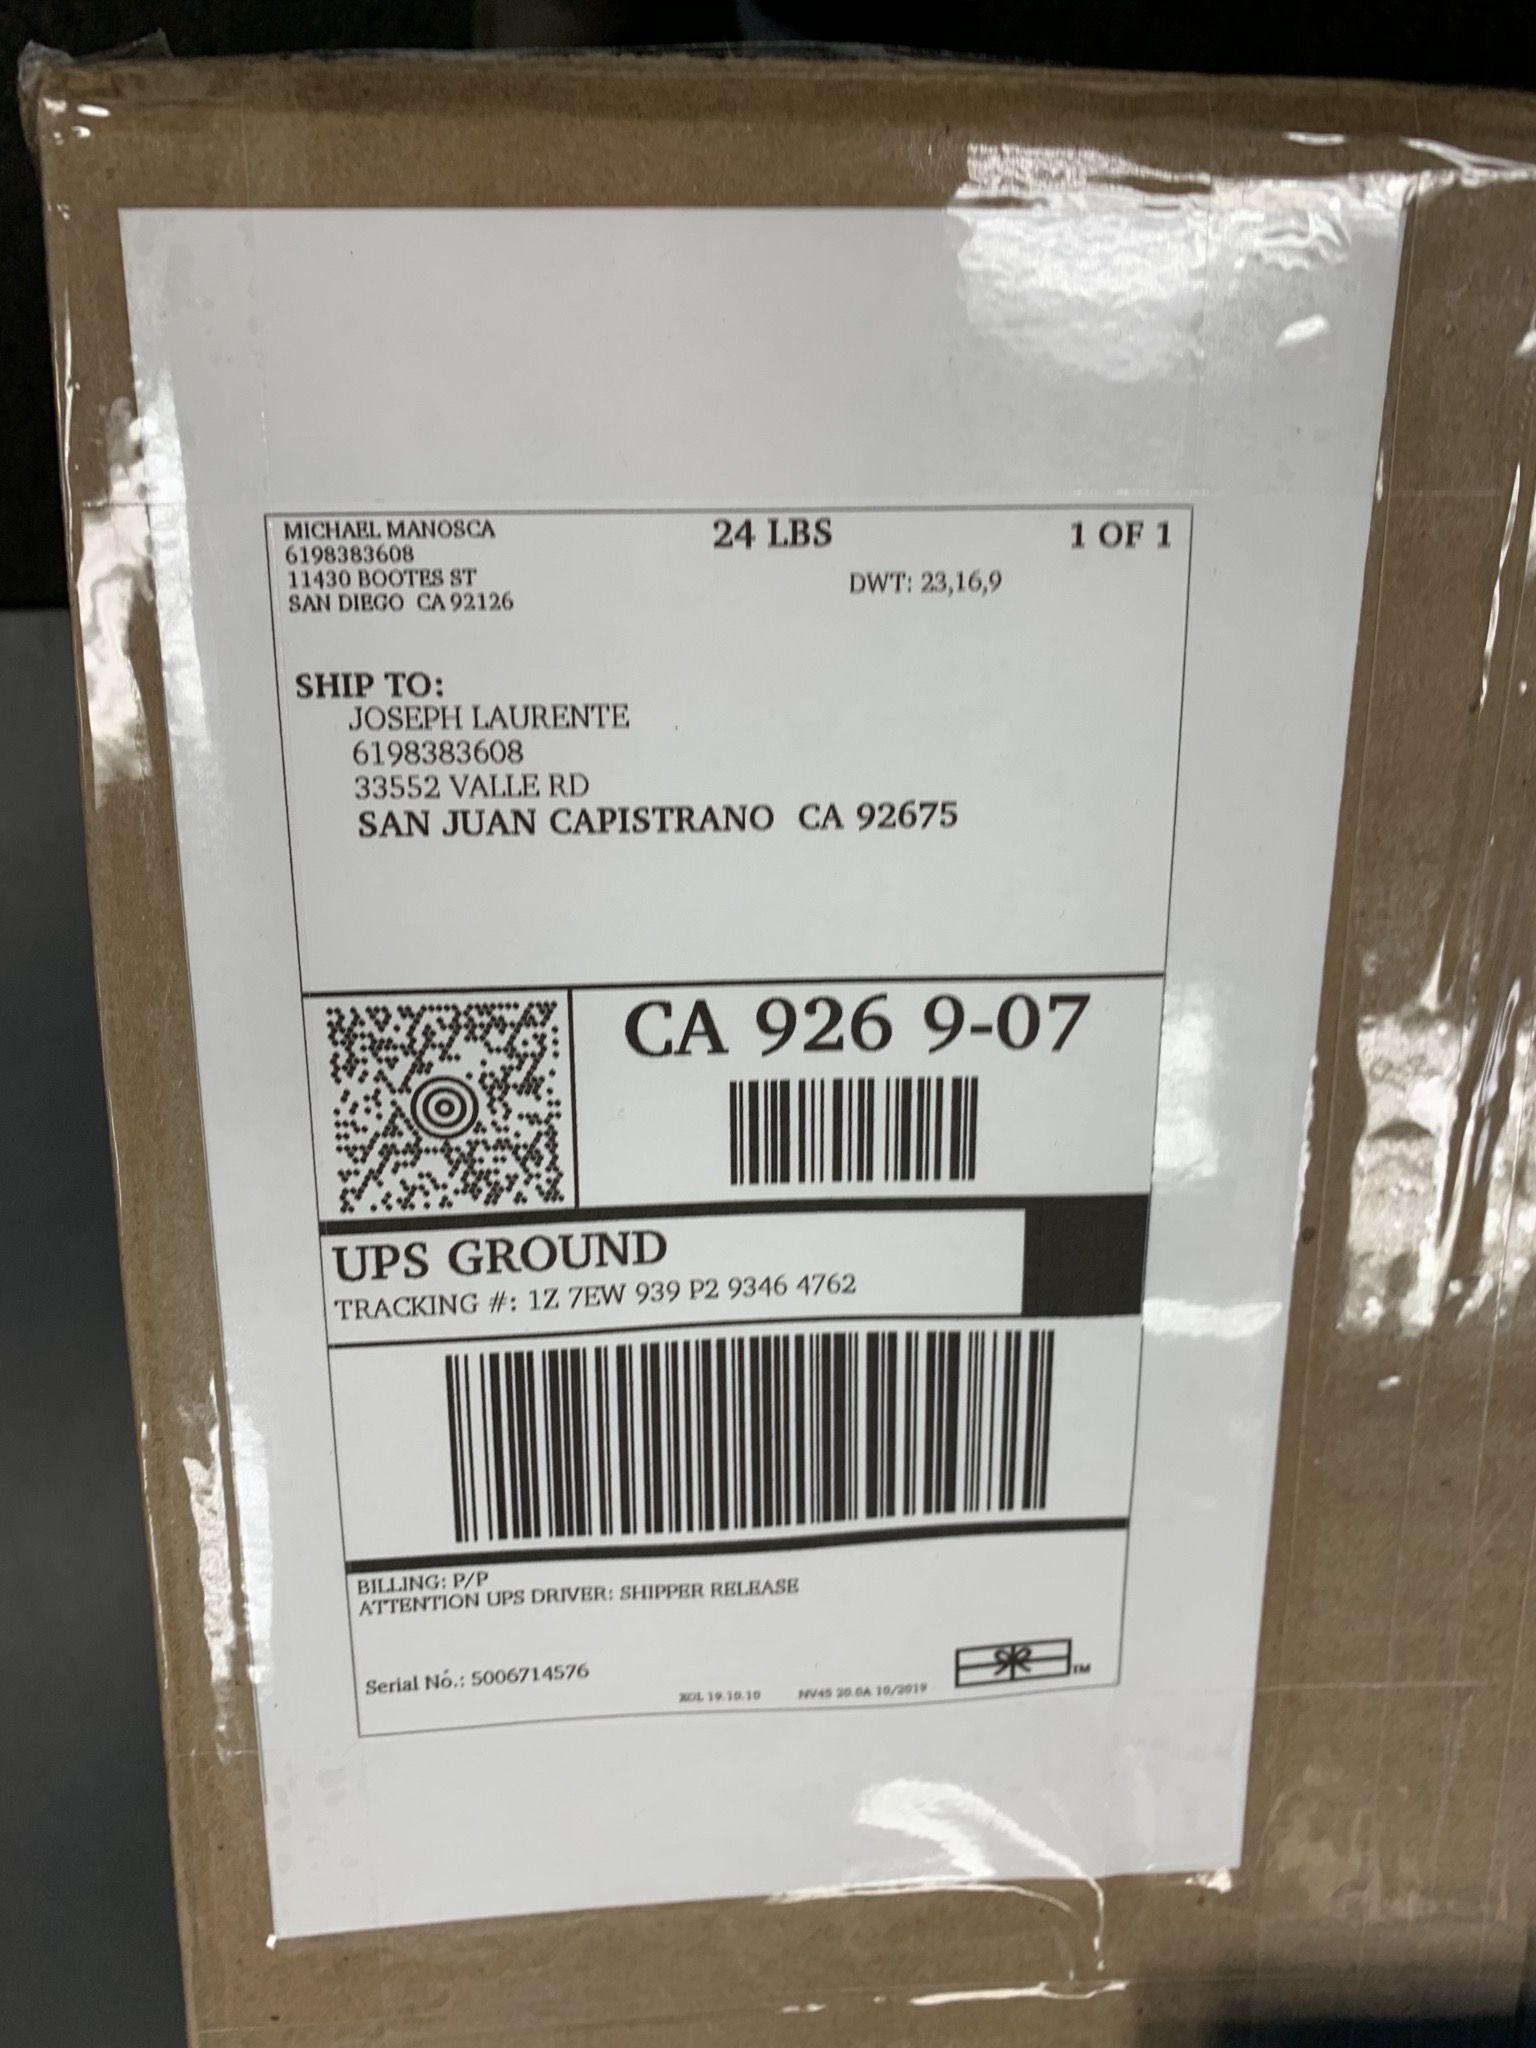 MICHAEL MANOSCA
6198383608
11430 BOOTES ST
SAN DIEGO CA 92126
24 LBS
1 OF 1
DWT: 23,16,9
SHIP TO:
JOSEPH LAURENTE
6198383608
33552 VALLE RD
SAN JUAN CAPISTRANO CA 92675
CA 926 9-07
UPS GROUND
TRACKING #: 1Z 7EW 939 P2 9346 4762
BILLING: P/P
ATTENTION UPS DRIVER: SHIPPER RELEASE
Serial No.: 5006714576
XOL 19.10.10
NV45 20.0A 10/2019
TM